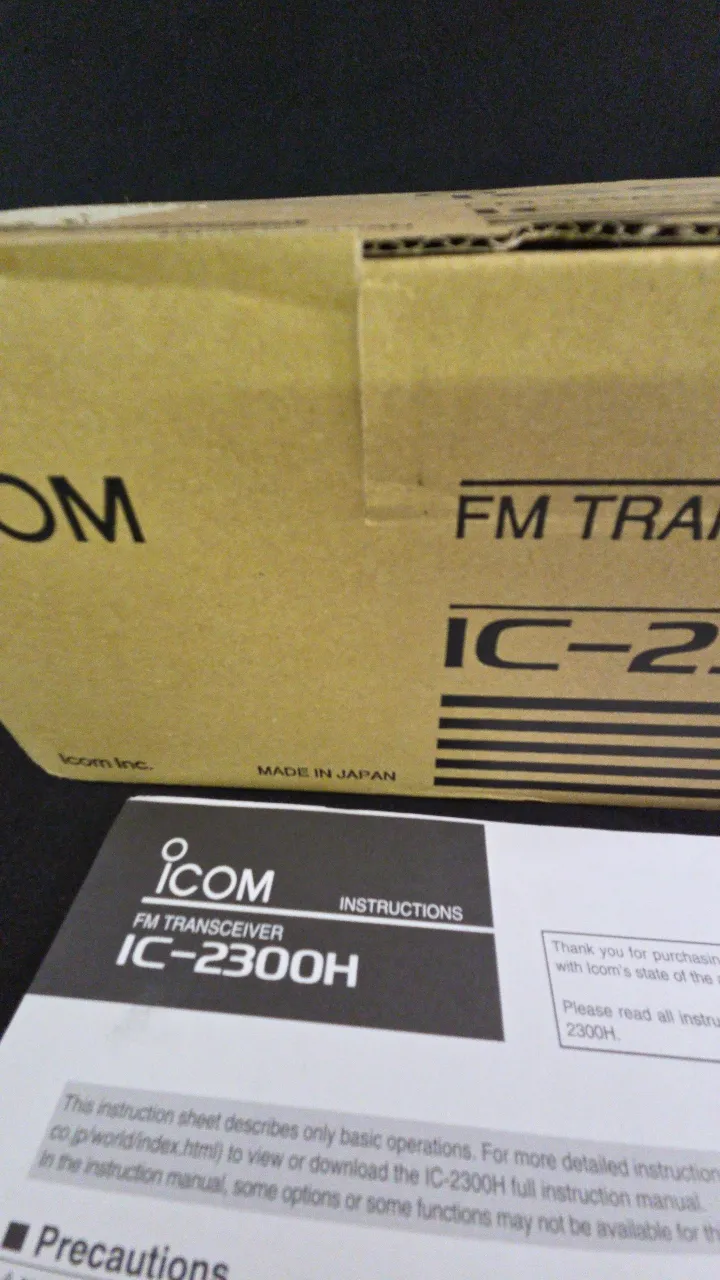 OM
FM TRA
IC-2
Icom Inc.
MADE IN JAPAN
ICOM
INSTRUCTIONS
FM TRANSCEIVER
IC-2300H
Thank you for purchasin
with Icom's state of the
Please read all instru
2300H.
This instruction sheet describes only basic operations. For more detailed instruction
co.jp/world/index.html) to view or download the IC-2300H full instruction manual.
In the instruction manual, some options or some functions may not be available for th
■ Precautions